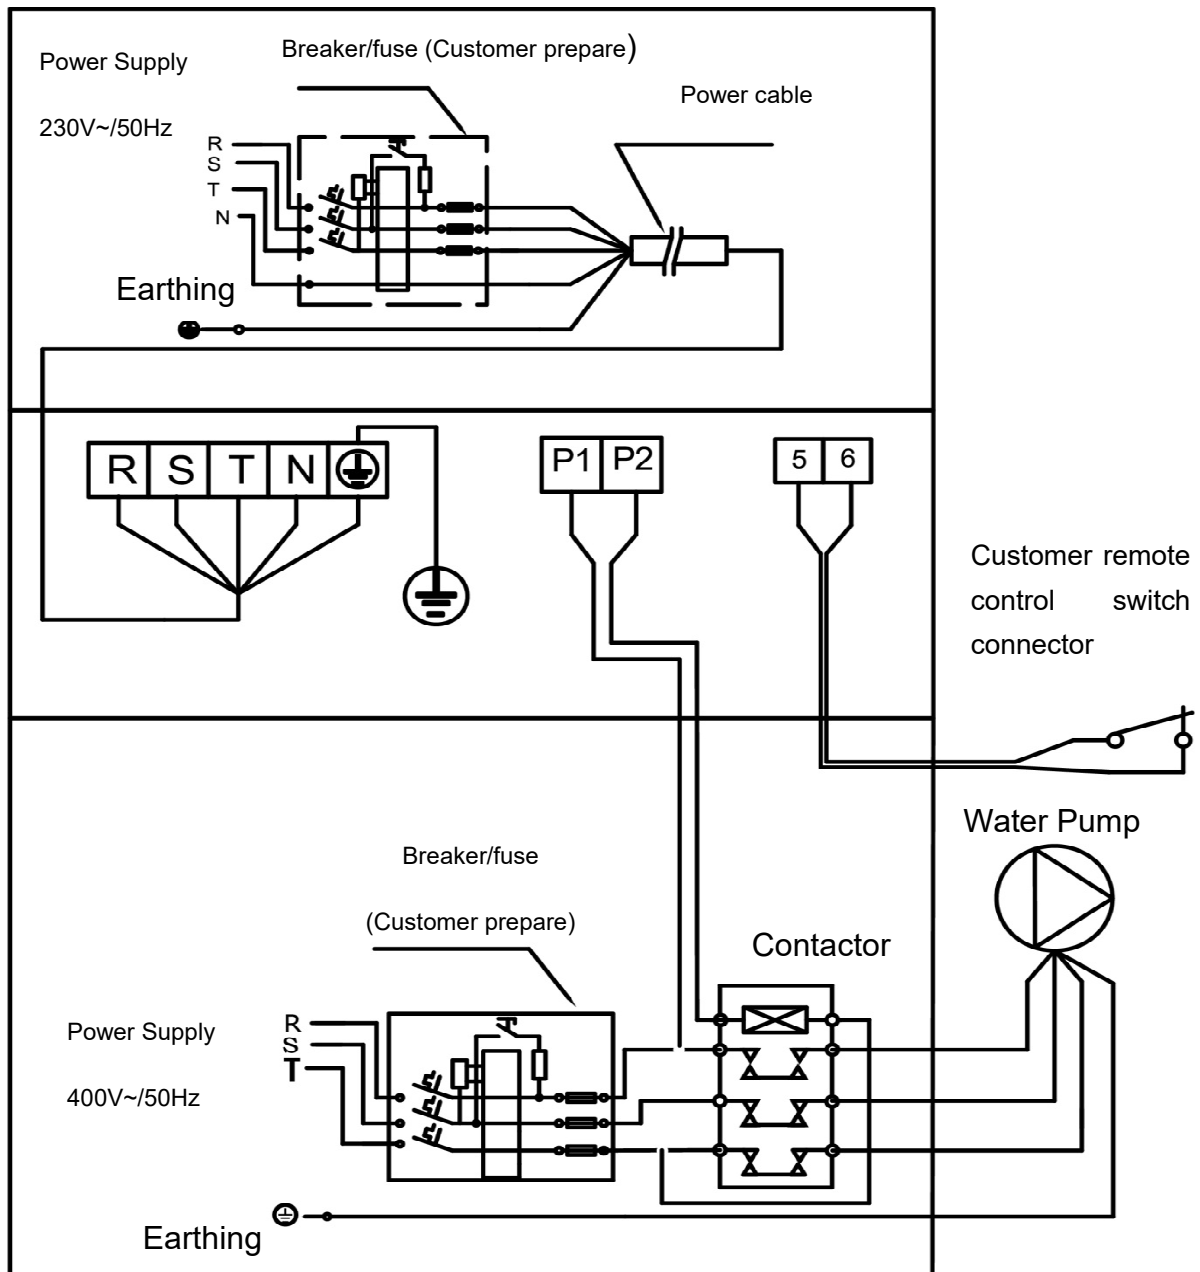 Power Supply
Breaker/fuse (Customer prepare)
Power cable
230V~/50Hz
R
S
T
N
Earthing
R S T N
P1 P2
5 6
Customer remote
control switch
connector
Water Pump
Breaker/fuse
(Customer prepare)
Contactor
Power Supply
400V~/50Hz
R
S
T
Earthing